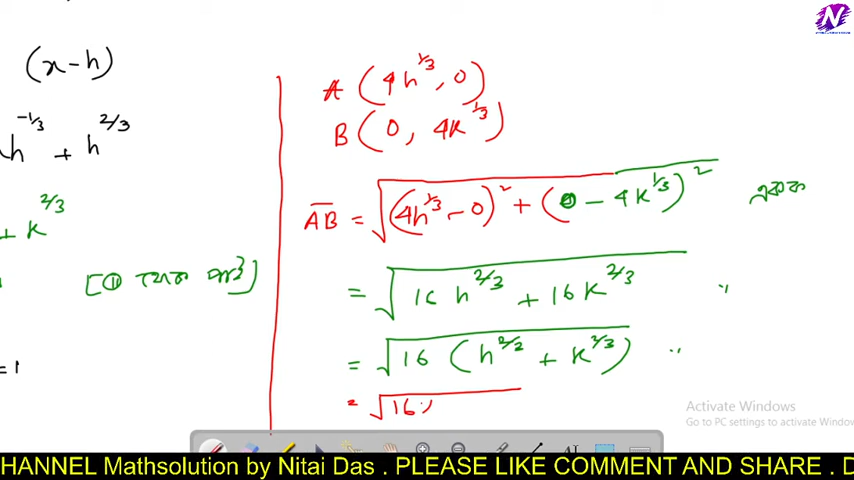 (x-h)
h^{-1/3} + h^{2/3}
+ k^{2/3}
=1
A (4h^{1/3}, 0)
B (0, 4k^{1/3})
AB = √(4h^{1/3} - 0)^2 + (0 - 4k^{1/3})^2 একক
= √16 h^{2/3} + 16k^{2/3} "
= √16 (h^{2/3} + k^{2/3}) "
= √16×
Activate Windows
Go to PC settings to activate Windows.
HANNEL Mathsolution by Nitai Das . PLEASE LIKE COMMENT AND SHARE . D